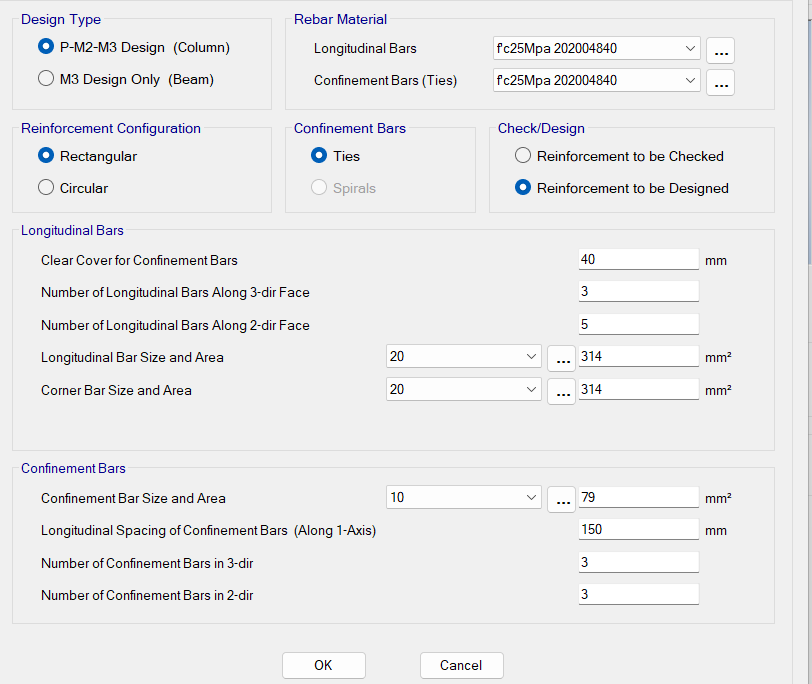 Design Type
P-M2-M3 Design (Column)
M3 Design Only (Beam)
Rebar Material
Longitudinal Bars f'c25Mpa 202004840 ...
Confinement Bars (Ties) f'c25Mpa 202004840 ...
Reinforcement Configuration
Rectangular
Circular
Confinement Bars
Ties
Spirals
Check/Design
Reinforcement to be Checked
Reinforcement to be Designed
Longitudinal Bars
Clear Cover for Confinement Bars 40 mm
Number of Longitudinal Bars Along 3-dir Face 3
Number of Longitudinal Bars Along 2-dir Face 5
Longitudinal Bar Size and Area 20 ... 314 mm²
Corner Bar Size and Area 20 ... 314 mm²
Confinement Bars
Confinement Bar Size and Area 10 ... 79 mm²
Longitudinal Spacing of Confinement Bars (Along 1-Axis) 150 mm
Number of Confinement Bars in 3-dir 3
Number of Confinement Bars in 2-dir 3
OK Cancel